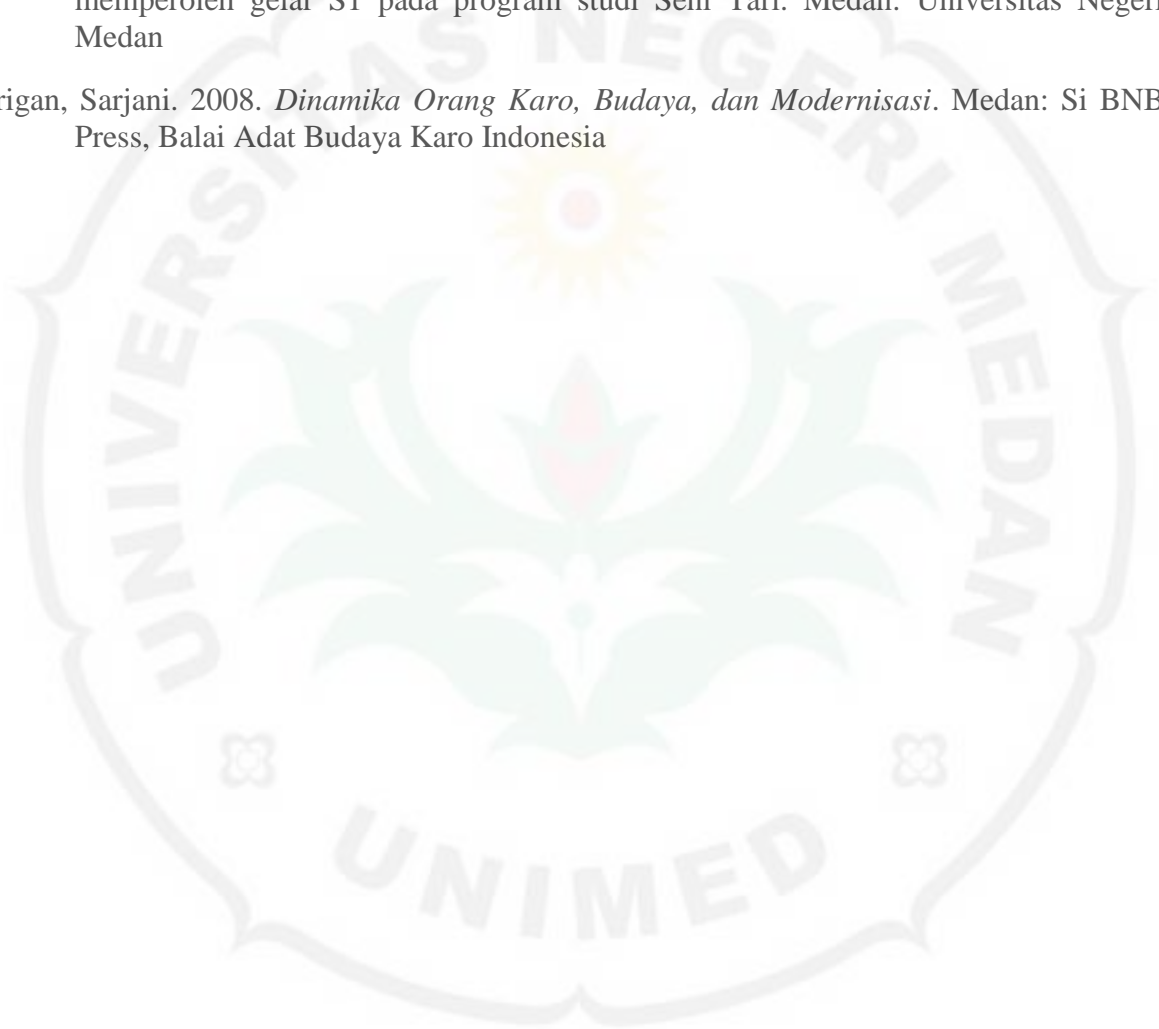 memperoleh gelar S1 pada program studi Seni Tari. Medan: Universitas Negeri
Medan
rigan, Sarjani. 2008. Dinamika Orang Karo, Budaya, dan Modernisasi. Medan: Si BNB
Press, Balai Adat Budaya Karo Indonesia
UNIVERSITAS NEGERI MEDAN
UNIMED